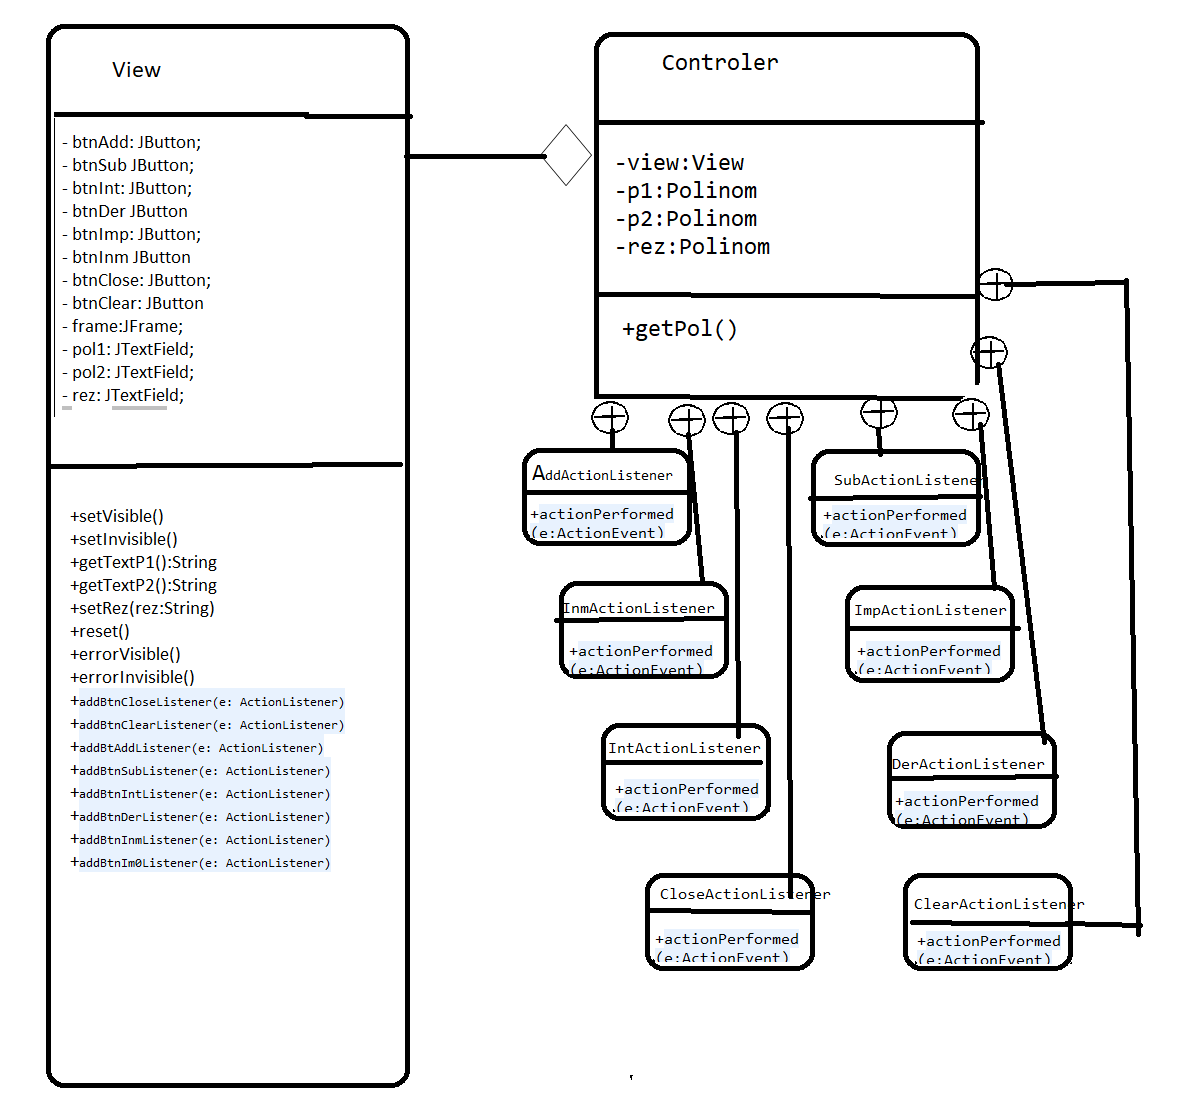 View
- btnAdd: JButton;
- btnSub JButton;
- btnInt: JButton;
- btnDer JButton
- btnImp: JButton;
- btnInm JButton
- btnClose: JButton;
- btnClear: JButton
- frame:JFrame;
- pol1: JTextField;
- pol2: JTextField;
- rez: JTextField;
+setVisible()
+setInvisible()
+getTextP1():String
+getTextP2():String
+setRez(rez:String)
+reset()
+errorVisible()
+errorInvisible()
+addBtnCloseListener(e: ActionListener)
+addBtnClearListener(e: ActionListener)
+addBtAddListener(e: ActionListener)
+addBtnSubListener(e: ActionListener)
+addBtnIntListener(e: ActionListener)
+addBtnDerListener(e: ActionListener)
+addBtnInmListener(e: ActionListener)
+addBtnIm0Listener(e: ActionListener)
Controler
-view:View
-p1:Polinom
-p2:Polinom
-rez:Polinom
+getPol()
AddActionListener
+actionPerformed
(e:ActionEvent)
SubActionListener
+actionPerformed
(e:ActionEvent)
InmActionListener
+actionPerformed
(e:ActionEvent)
ImpActionListener
+actionPerformed
(e:ActionEvent)
IntActionListener
+actionPerformed
(e:ActionEvent)
DerActionListener
+actionPerformed
(e:ActionEvent)
CloseActionListener
+actionPerformed
(e:ActionEvent)
ClearActionListener
+actionPerformed
(e:ActionEvent)